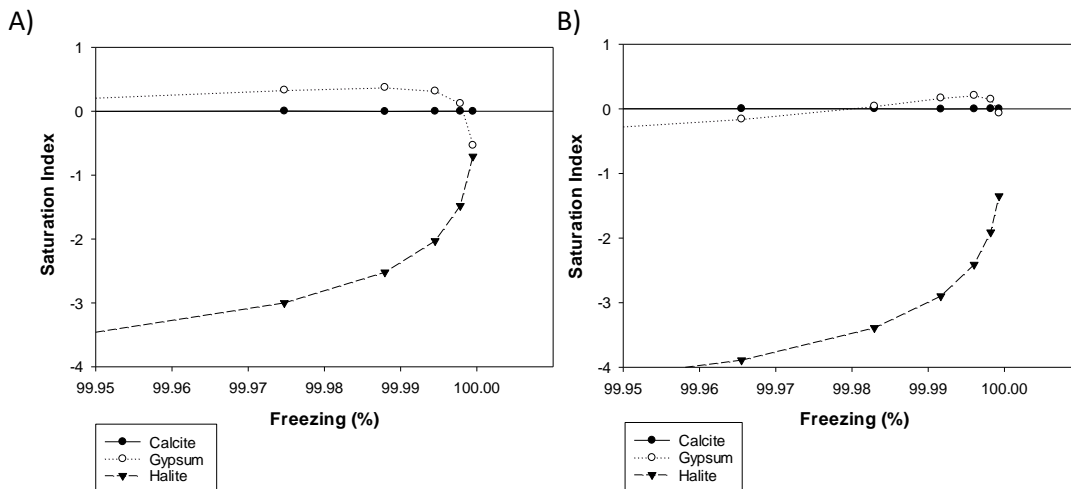 A)
1
0
-1
-2
-3
-4
Saturation Index
99.95 99.96 99.97 99.98 99.99 100.00
Freezing (%)
Calcite
Gypsum
Halite
B)
1
0
-1
-2
-3
-4
Saturation Index
99.95 99.96 99.97 99.98 99.99 100.00
Freezing (%)
Calcite
Gypsum
Halite